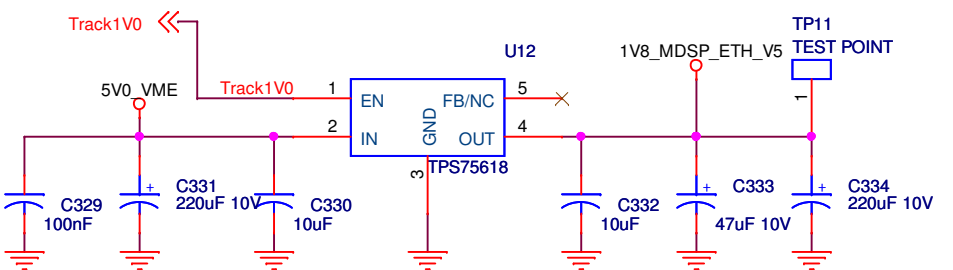 Track1V0
TP11
TEST POINT
U12
1V8_MDSP_ETH_V5
5V0_VME
Track1V0
1
EN
FB/NC
5
1
2
IN
GND
OUT
4
3
TPS75618
C329
100nF
C331
220uF 10V
C330
10uF
C332
10uF
C333
47uF 10V
C334
220uF 10V
+
+
+